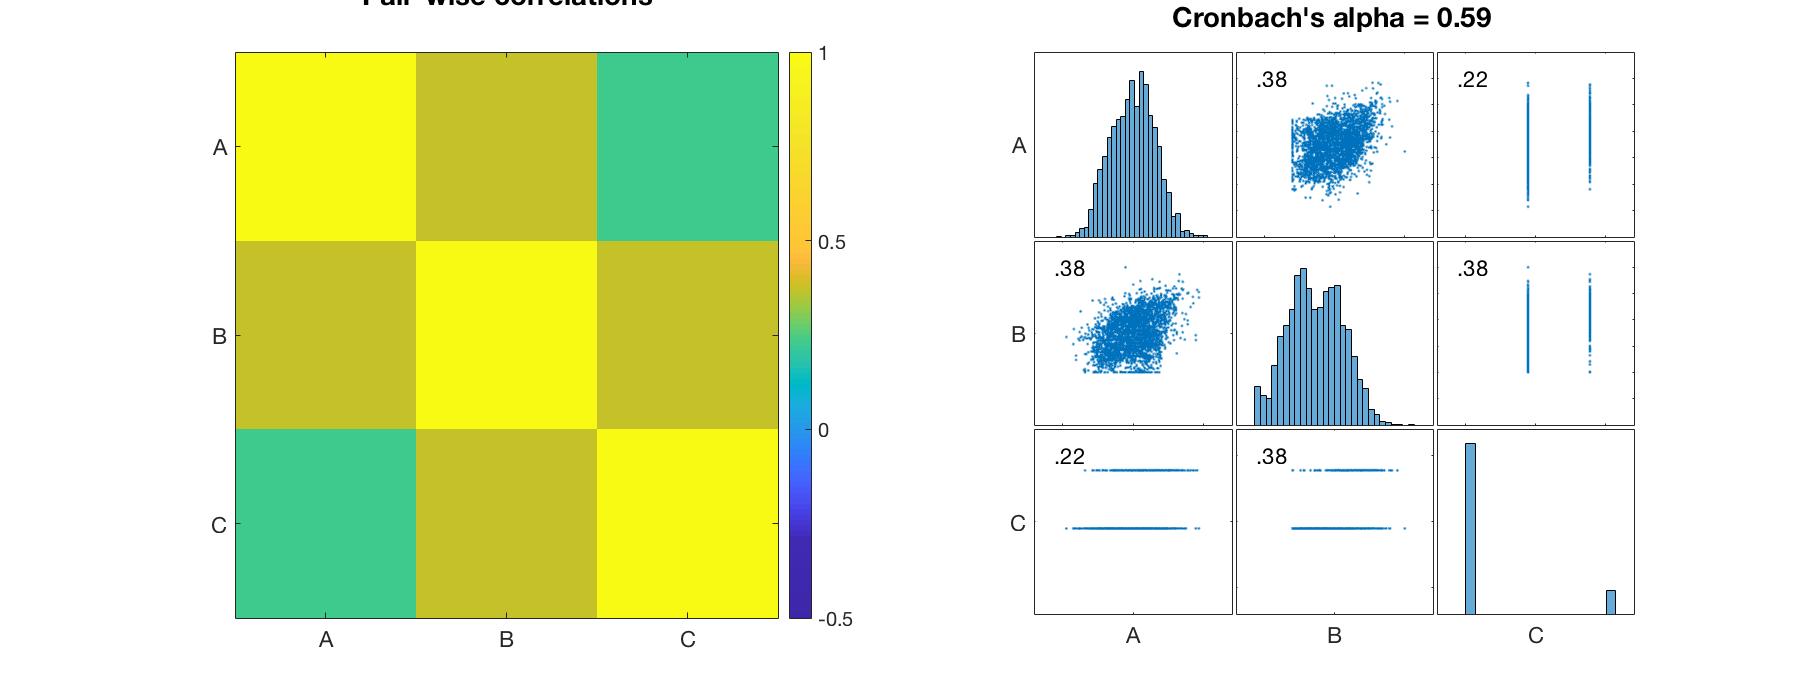 Pair-wise correlations
A
B
C
A B C
1
0.5
0
-0.5
Cronbach's alpha = 0.59
A
.38
.22
B
.38
.38
C
.22
.38
A B C